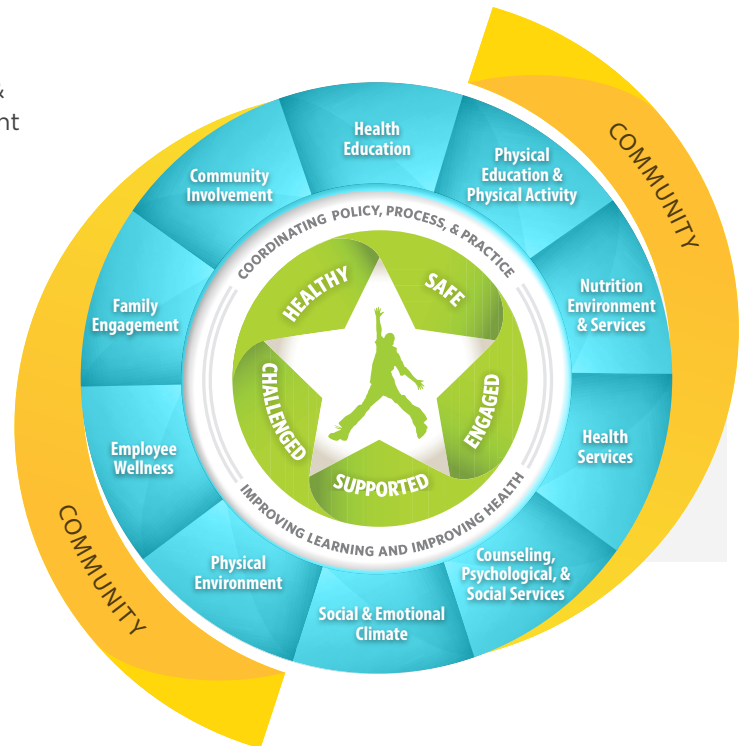 &
nt
COMMUNITY
Health
Education
Physical
Education &
Physical Activity
Nutrition
Environment
& Services
Health
Services
Counseling,
Psychological, &
Social Services
Social & Emotional
Climate
Physical
Environment
Employee
Wellness
Family
Engagement
Community
Involvement
COORDINATING POLICY, PROCESS, & PRACTICE
IMPROVING LEARNING AND IMPROVING HEALTH
HEALTHY
SAFE
ENGAGED
SUPPORTED
CHALLENGED
COMMUNITY